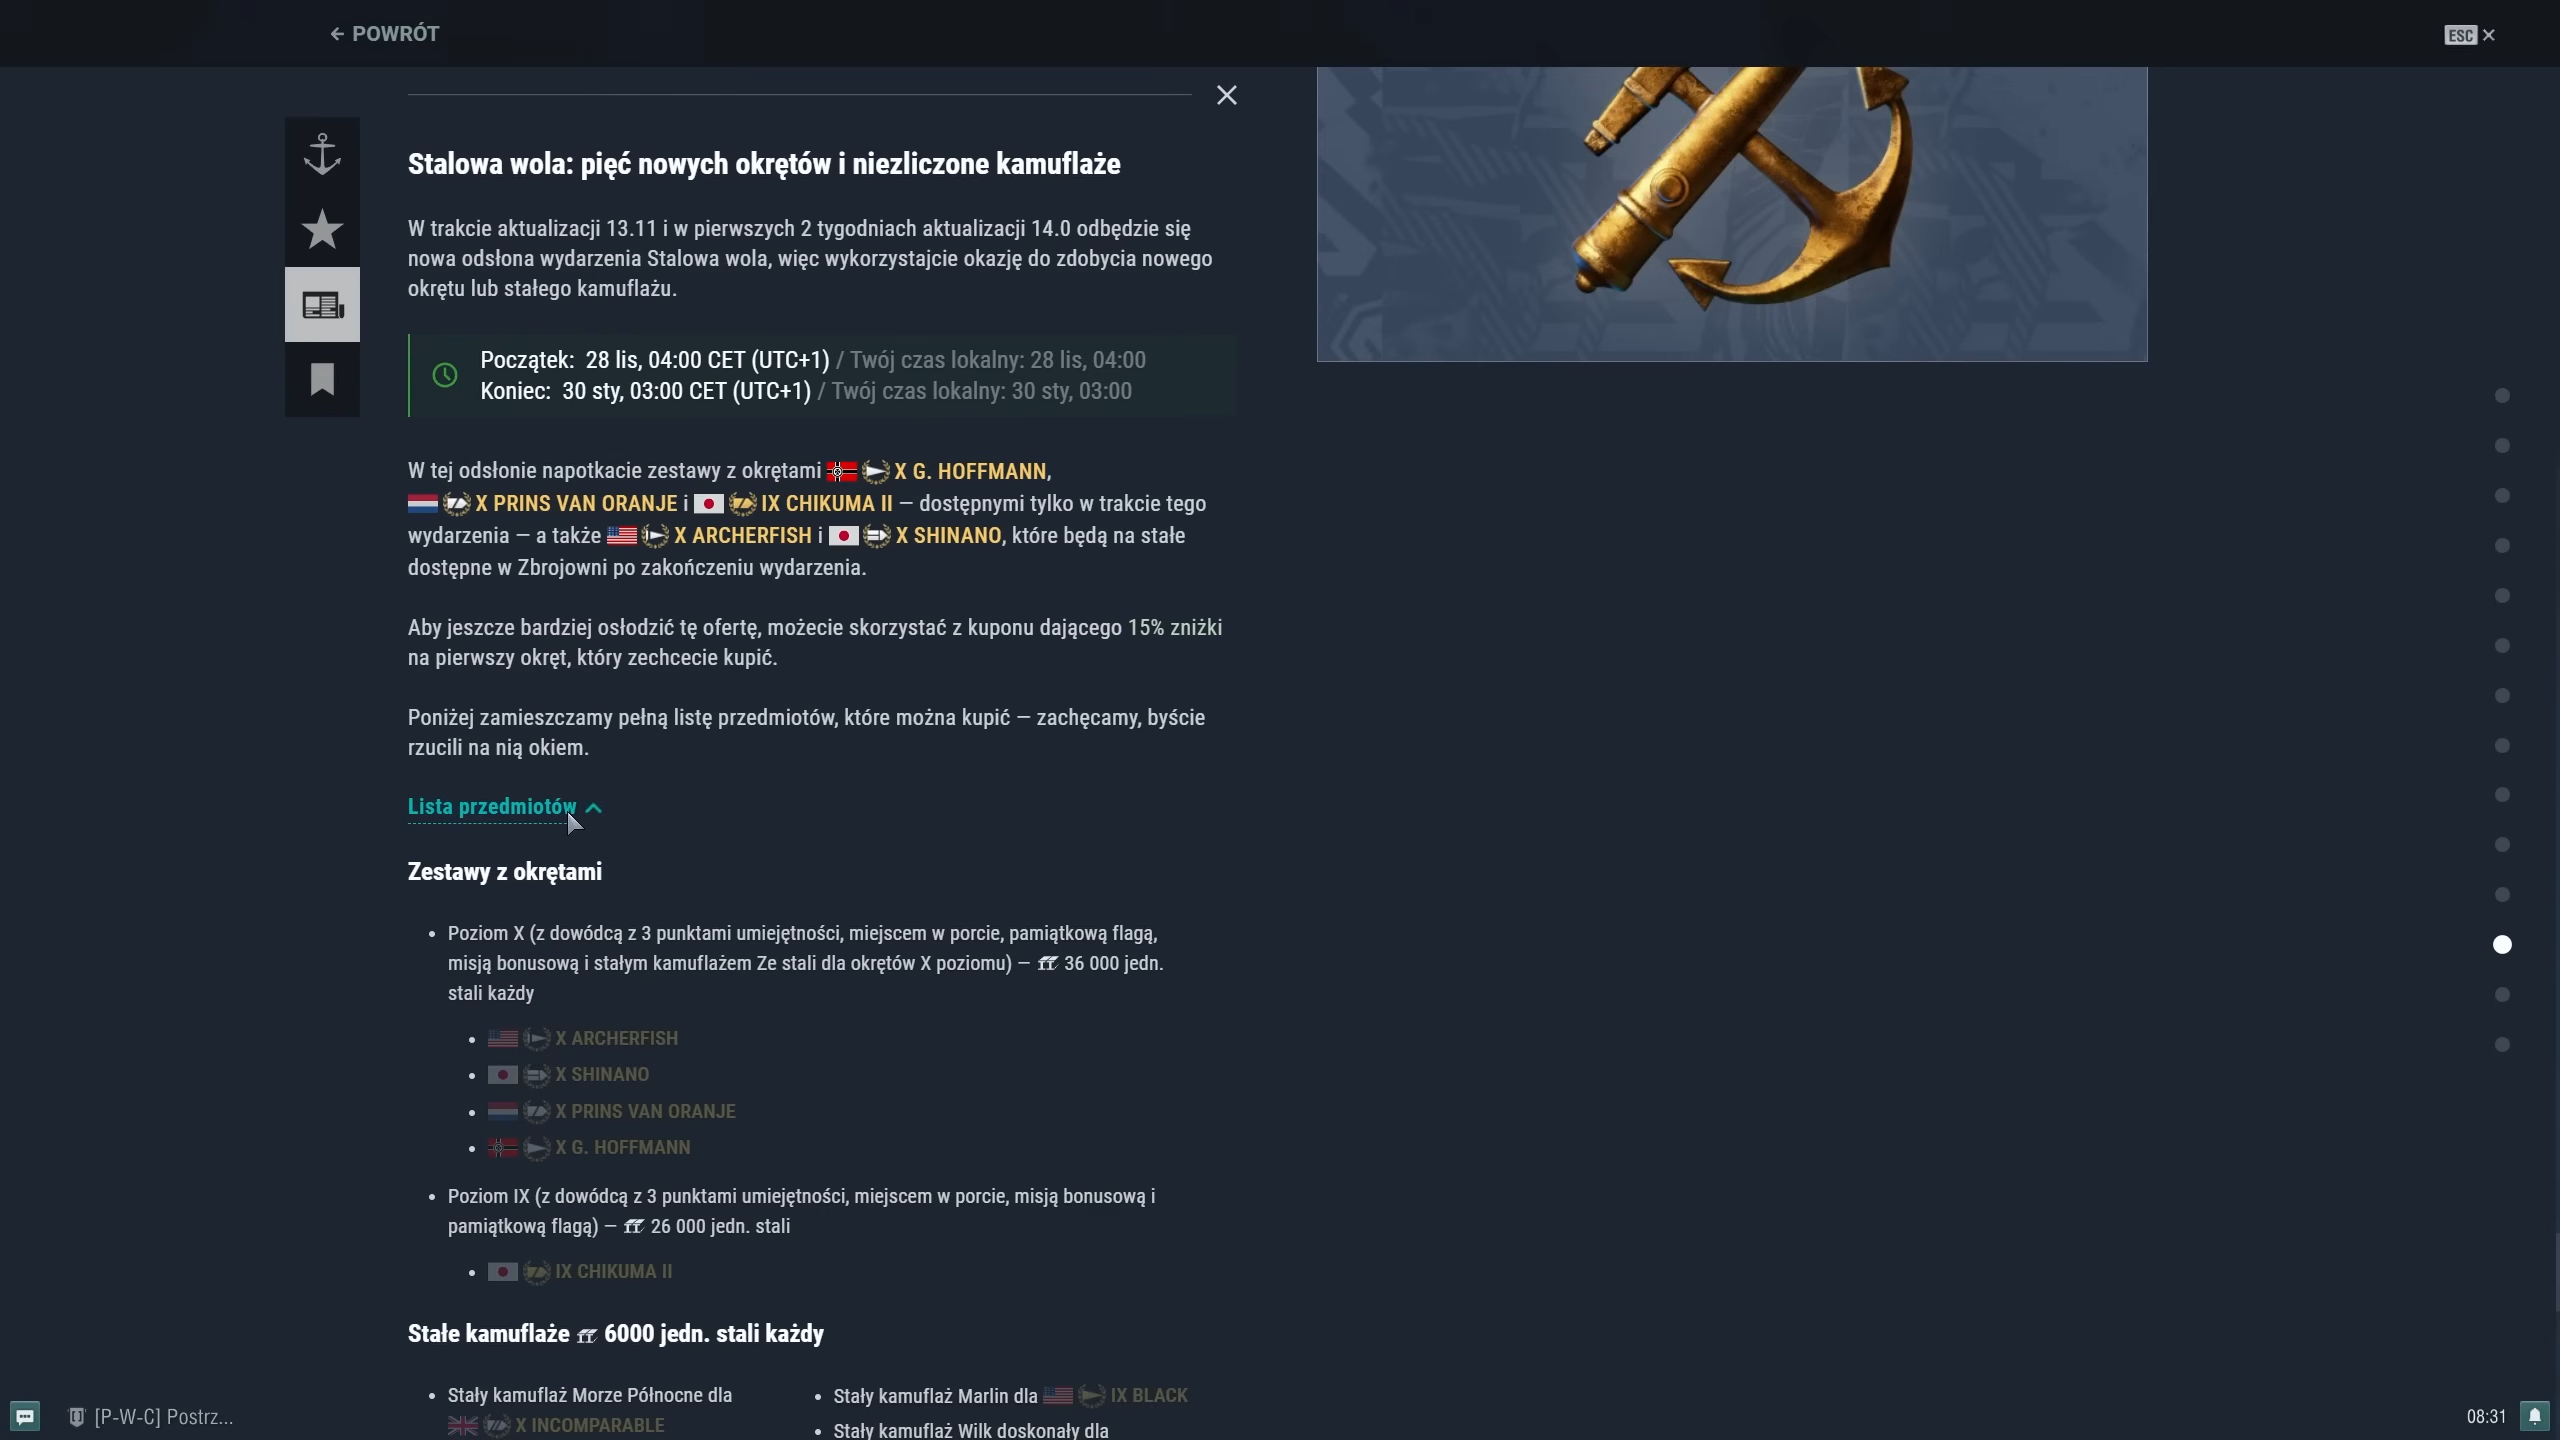 POWRÓT
ESC
Stalowa wola: pięć nowych okrętów i niezliczone kamuflaże
W trakcie aktualizacji 13.11 i w pierwszych 2 tygodniach aktualizacji 14.0 odbędzie się
nowa odsłona wydarzenia Stalowa wola, więc wykorzystajcie okazję do zdobycia nowego
okrętu lub stałego kamuflażu.
Początek: 28 lis, 04:00 CET (UTC+1) / Twój czas lokalny: 28 lis, 04:00
Koniec: 30 sty, 03:00 CET (UTC+1) / Twój czas lokalny: 30 sty, 03:00
W tej odsłonie napotkacie zestawy z okrętami X G. HOFFMANN,
X PRINS VAN ORANJE i IX CHIKUMA II — dostępnymi tylko w trakcie tego
wydarzenia — a także X ARCHERFISH i X SHINANO, które będą na stałe
dostępne w Zbrojowni po zakończeniu wydarzenia.
Aby jeszcze bardziej osłodzić tę ofertę, możecie skorzystać z kuponu dającego 15% zniżki
na pierwszy okręt, który zechcecie kupić.
Poniżej zamieszczamy pełną listę przedmiotów, które można kupić — zachęcamy, byście
rzucili na nią okiem.
Lista przedmiotów
Zestawy z okrętami
• Poziom X (z dowódcą z 3 punktami umiejętności, miejscem w porcie, pamiątkową flagą,
misją bonusową i stałym kamuflażem Ze stali dla okrętów X poziomu) — 36 000 jedn.
stali każdy
• X ARCHERFISH
• X SHINANO
• X PRINS VAN ORANJE
• X G. HOFFMANN
• Poziom IX (z dowódcą z 3 punktami umiejętności, miejscem w porcie, misją bonusową i
pamiątkową flagą) — 26 000 jedn. stali
• IX CHIKUMA II
Stałe kamuflaże 6000 jedn. stali każdy
• Stały kamuflaż Morze Północne dla
X INCOMPARABLE
• Stały kamuflaż Marlin dla IX BLACK
• Stały kamuflaż Wilk doskonały dla
[P-W-C] Postrz...
08:31